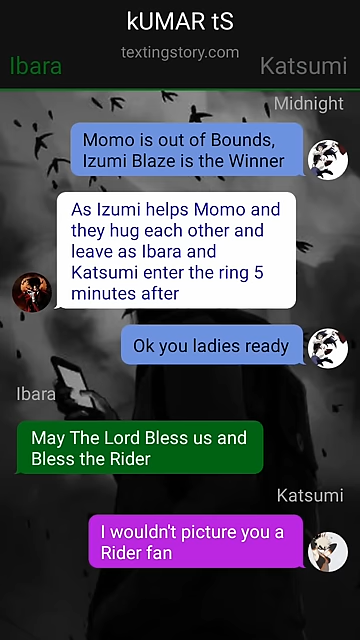 kUMAR tS
textingstory.com
Ibara
Katsumi
Midnight
Momo is out of Bounds,
Izumi Blaze is the Winner
As Izumi helps Momo and
they hug each other and
leave as Ibara and
Katsumi enter the ring 5
minutes after
Ok you ladies ready
Ibara
May The Lord Bless us and
Bless the Rider
Katsumi
I wouldn't picture you a
Rider fan